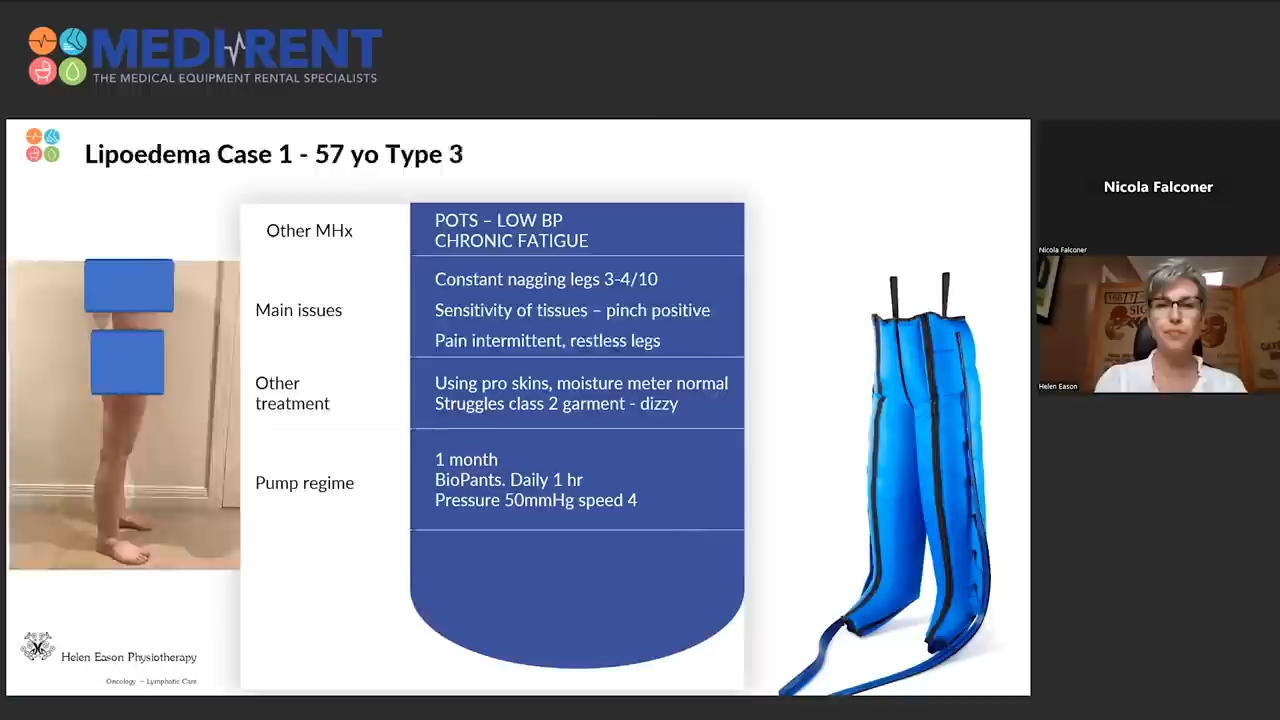 MEDI RENT
THE MEDICAL EQUIPMENT RENTAL SPECIALISTS
Lipoedema Case 1 - 57 yo Type 3
Other MHx
POTS – LOW BP
CHRONIC FATIGUE
Main issues
Constant nagging legs 3-4/10
Sensitivity of tissues – pinch positive
Pain intermittent, restless legs
Other
treatment
Using pro skins, moisture meter normal
Struggles class 2 garment - dizzy
Pump regime
1 month
BioPants. Daily 1 hr
Pressure 50mmHg speed 4
Helen Eason Physiotherapy
Oncology – Lymphatic Care
Nicola Falconer
Nicola Falconer
Helen Eason